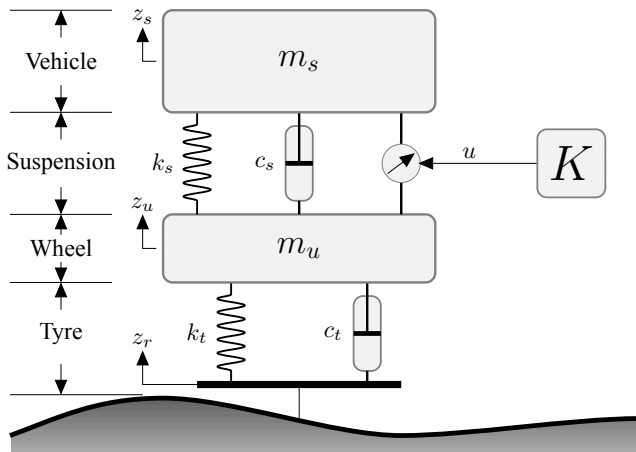 z_s
Vehicle
m_s
Suspension
k_s
c_s
u
K
z_u
Wheel
m_u
Tyre
k_t
c_t
z_r